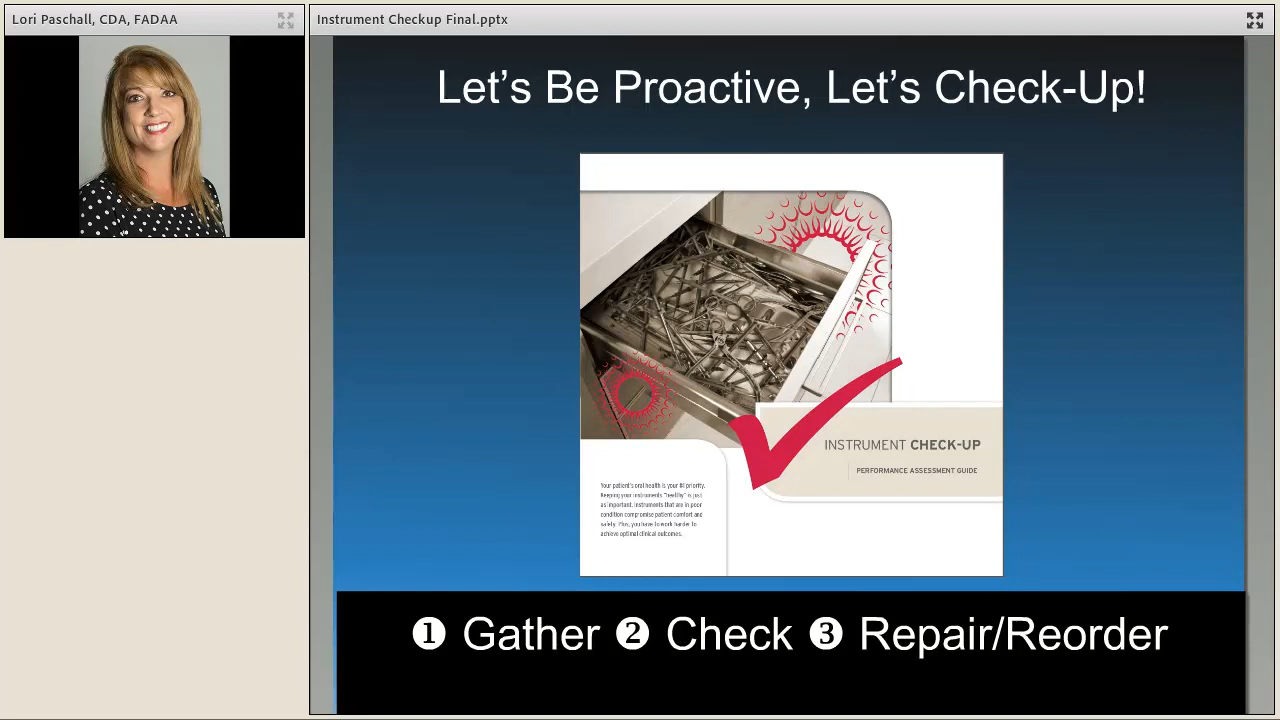 Lori Paschall, CDA, FADAA
Instrument Checkup Final.pptx
Let's Be Proactive, Let's Check-Up!
INSTRUMENT CHECK-UP
PERFORMANCE ASSESSMENT GUIDE
Your patient's oral health is your #1 priority.
Keeping your instruments "healthy" is just
as important. Instruments that are in poor
condition compromise patient comfort and
safety. Plus, you have to work harder to
achieve optimal clinical outcomes.
❶ Gather ❷ Check ❸ Repair/Reorder